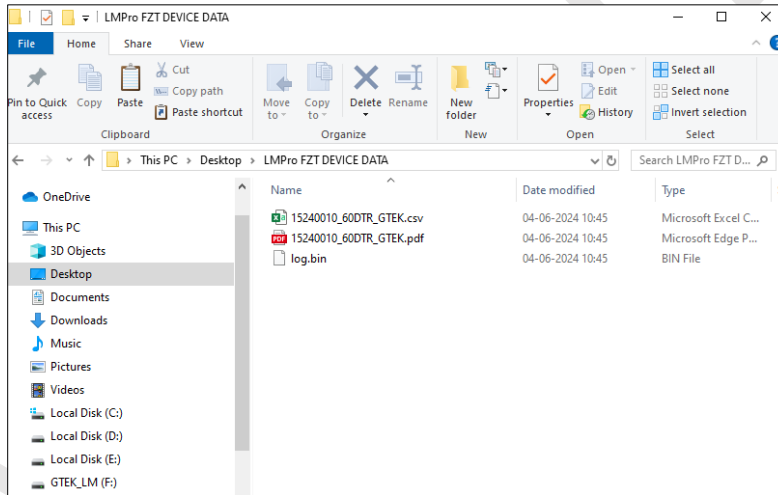 LMPro FZT DEVICE DATA
File Home Share View
Pin to Quick access
Copy
Paste
Cut
Copy path
Paste shortcut
Clipboard
Move to
Copy to
Delete
Rename
Organize
New folder
New
Properties
Open
Edit
History
Open
Select all
Select none
Invert selection
Select
This PC > Desktop > LMPro FZT DEVICE DATA
Search LMPro FZT D...
OneDrive
This PC
3D Objects
Desktop
Documents
Downloads
Music
Pictures
Videos
Local Disk (C:)
Local Disk (D:)
Local Disk (E:)
GTEK_LM (F:)
Name Date modified Type
15240010_60DTR_GTEK.csv 04-06-2024 10:45 Microsoft Excel C...
15240010_60DTR_GTEK.pdf 04-06-2024 10:45 Microsoft Edge P...
log.bin 04-06-2024 10:45 BIN File